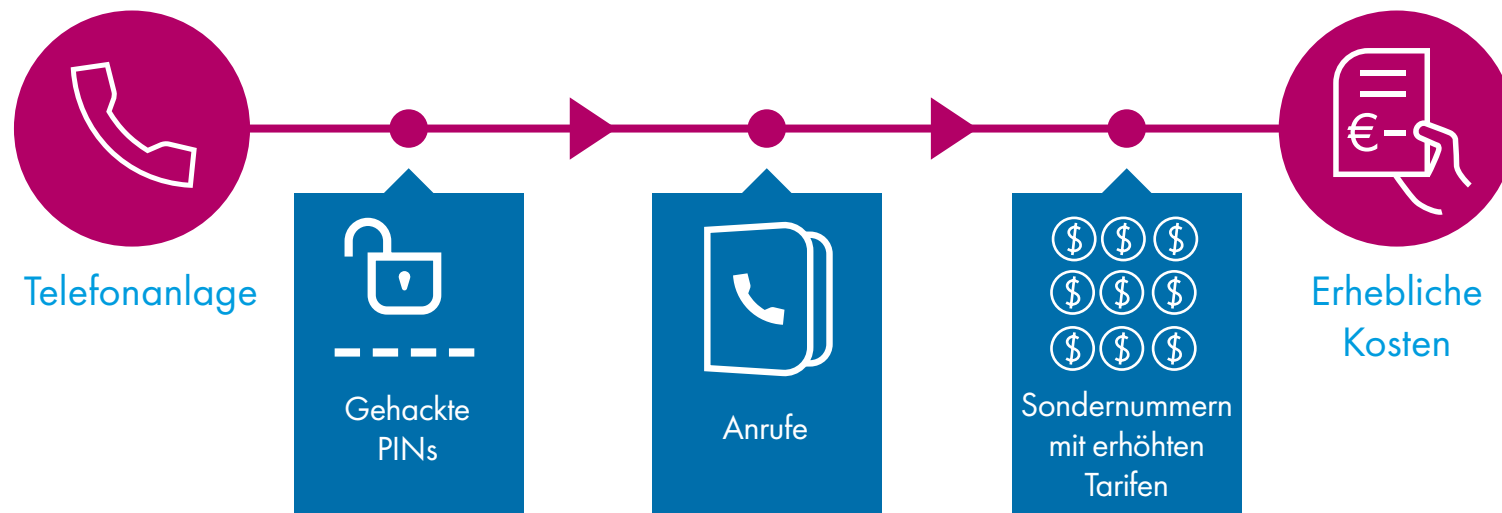 Telefonanlage
Gehackte
PINs
Anrufe
$ $ $
$ $ $
$ $ $
Sondernummern
mit erhöhten
Tarifen
€-
Erhebliche
Kosten